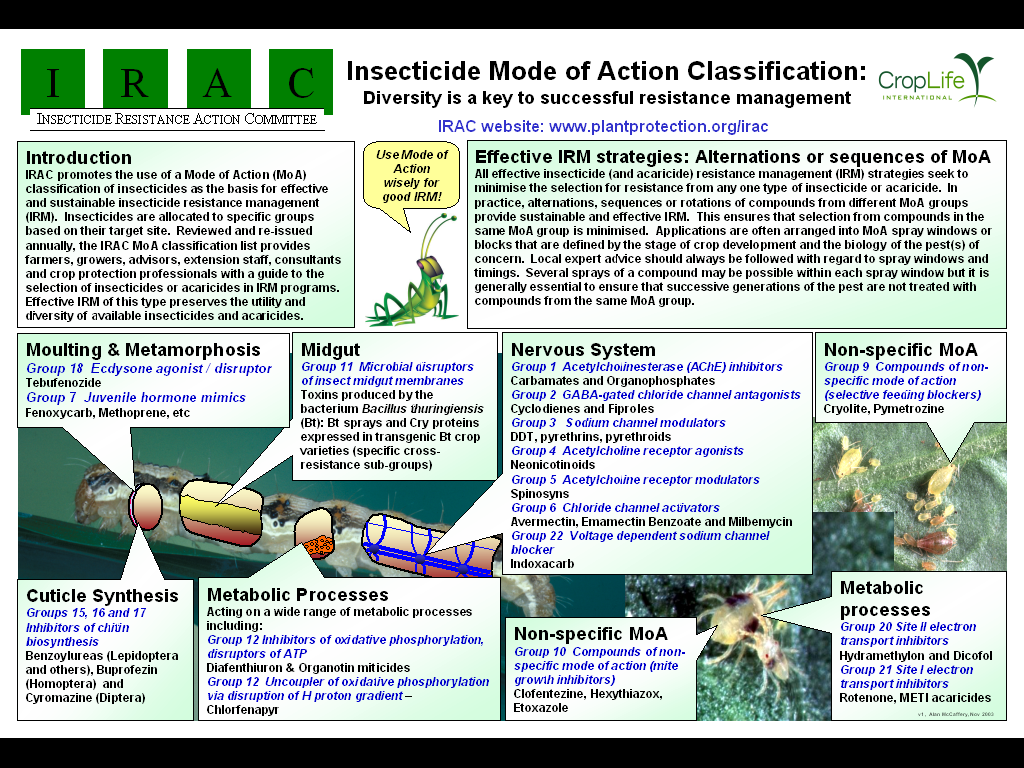 I R A C
INSECTICIDE RESISTANCE ACTION COMMITTEE
Insecticide Mode of Action Classification:
Diversity is a key to successful resistance management
IRAC website: www.plantprotection.org/irac
CropLife
INTERNATIONAL
Introduction
IRAC promotes the use of a Mode of Action (MoA)
classification of insecticides as the basis for effective
and sustainable insecticide resistance management
(IRM). Insecticides are allocated to specific groups
based on their target site. Reviewed and re-issued
annually, the IRAC MoA classification list provides
farmers, growers, advisors, extension staff, consultants
and crop protection professionals with a guide to the
selection of insecticides or acaricides in IRM programs.
Effective IRM of this type preserves the utility and
diversity of available insecticides and acaricides.
Use Mode of
Action
wisely for
good IRM!
Effective IRM strategies: Alternations or sequences of MoA
All effective insecticide (and acaricide) resistance management (IRM) strategies seek to
minimise the selection for resistance from any one type of insecticide or acaricide. In
practice, alternations, sequences or rotations of compounds from different MoA groups
provide sustainable and effective IRM. This ensures that selection from compounds in the
same MoA group is minimised. Applications are often arranged into MoA spray windows or
blocks that are defined by the stage of crop development and the biology of the pest(s) of
concern. Local expert advice should always be followed with regard to spray windows and
timings. Several sprays of a compound may be possible within each spray window but it is
generally essential to ensure that successive generations of the pest are not treated with
compounds from the same MoA group.
Moulting & Metamorphosis
Group 18 Ecdysone agonist / disruptor
Tebufenozide
Group 7 Juvenile hormone mimics
Fenoxycarb, Methoprene, etc
Midgut
Group 11 Microbial disruptors
of insect midgut membranes
Toxins produced by the
bacterium Bacillus thuringiensis
(Bt): Bt sprays and Cry proteins
expressed in transgenic Bt crop
varieties (specific cross-
resistance sub-groups)
Nervous System
Group 1 Acetylcholinesterase (AChE) inhibitors
Carbamates and Organophosphates
Group 2 GABA-gated chloride channel antagonists
Cyclodienes and Fiproles
Group 3 Sodium channel modulators
DDT, pyrethrins, pyrethroids
Group 4 Acetylcholine receptor agonists
Neonicotinoids
Group 5 Acetylcholine receptor modulators
Spinosyns
Group 6 Chloride channel activators
Avermectin, Emamectin Benzoate and Milbemycin
Group 22 Voltage dependent sodium channel
blocker
Indoxacarb
Non-specific MoA
Group 9 Compounds of non-
specific mode of action
(selective feeding blockers)
Cryolite, Pymetrozine
Cuticle Synthesis
Groups 15, 16 and 17
Inhibitors of chitin
biosynthesis
Benzoylureas (Lepidoptera
and others), Buprofezin
(Homoptera) and
Cyromazine (Diptera)
Metabolic Processes
Acting on a wide range of metabolic processes
including:
Group 12 Inhibitors of oxidative phosphorylation,
disruptors of ATP
Diafenthiuron & Organotin miticides
Group 12 Uncoupler of oxidative phosphorylation
via disruption of H proton gradient –
Chlorfenapyr
Non-specific MoA
Group 10 Compounds of non-
specific mode of action (mite
growth inhibitors)
Clofentezine, Hexythiazox,
Etoxazole
Metabolic
processes
Group 20 Site II electron
transport inhibitors
Hydramethylon and Dicofol
Group 21 Site I electron
transport inhibitors
Rotenone, METI acaricides
v1, Alan McCaffery, Nov 2003